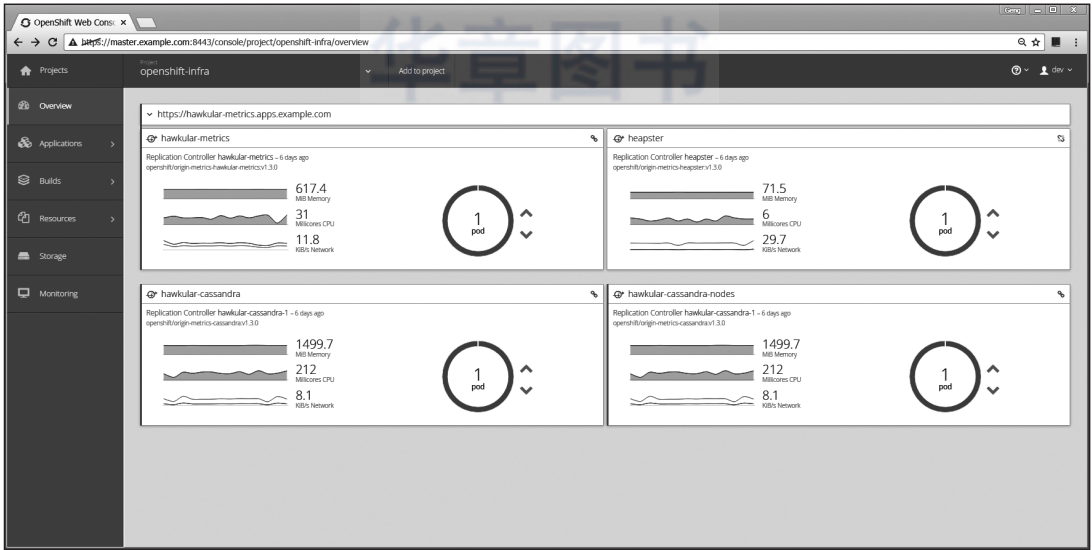 Geng
OpenShift Web Conso
https://master.example.com:8443/console/project/openshift-infra/overview
华章图书
Projects
Project
openshift-infra
Add to project
dev
Overview
Applications
Builds
Resources
Storage
Monitoring
https://hawkular-metrics.apps.example.com
hawkular-metrics
Replication Controller hawkular-metrics – 6 days ago
openshift/origin-metrics-hawkular-metrics:v1.3.0
617.4
MiB Memory
31
Millicores CPU
11.8
KiB/s Network
1
pod
heapster
Replication Controller heapster – 6 days ago
openshift/origin-metrics-heapster:v1.3.0
71.5
MiB Memory
6
Millicores CPU
29.7
KiB/s Network
1
pod
hawkular-cassandra
Replication Controller hawkular-cassandra-1 – 6 days ago
openshift/origin-metrics-cassandra:v1.3.0
1499.7
MiB Memory
212
Millicores CPU
8.1
KiB/s Network
1
pod
hawkular-cassandra-nodes
Replication Controller hawkular-cassandra-1 – 6 days ago
openshift/origin-metrics-cassandra:v1.3.0
1499.7
MiB Memory
212
Millicores CPU
8.1
KiB/s Network
1
pod